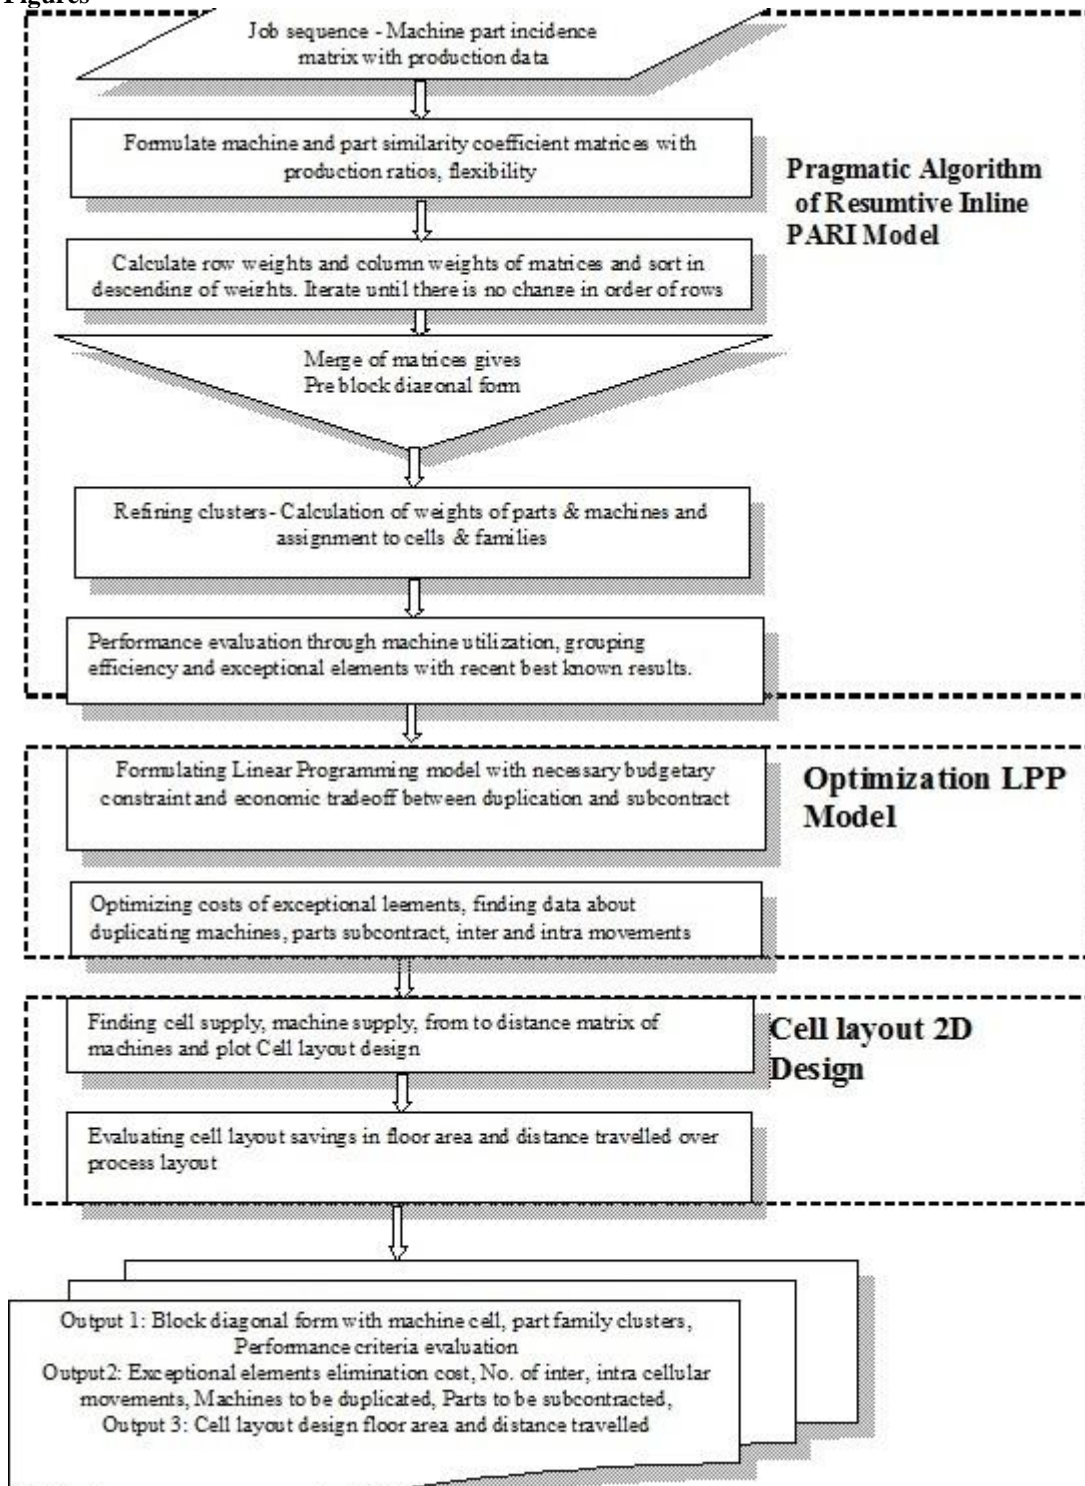 Figures
Job sequence - Machine part incidence
matrix with production data
Formulate machine and part similarity coefficient matrices with
production ratios, flexibility
Pragmatic Algorithm
of Resumtive Inline
PARI Model
Calculate row weights and column weights of matrices and sort in
descending of weights. Iterate until there is no change in order of rows
Merge of matrices gives
Pre block diagonal form
Refining clusters- Calculation of weights of parts & machines and
assignment to cells & families
Performance evaluation through machine utilization, grouping
efficiency and exceptional elements with recent best known results.
Formulating Linear Programming model with necessary budgetary
constraint and economic tradeoff between duplication and subcontract
Optimization LPP
Model
Optimizing costs of exceptional leements, finding data about
duplicating machines, parts subcontract, inter and intra movements
Finding cell supply, machine supply, from to distance matrix of
machines and plot Cell layout design
Cell layout 2D
Design
Evaluating cell layout savings in floor area and distance travelled over
process layout
Output 1: Block diagonal form with machine cell, part family clusters,
Performance criteria evaluation
Output2: Exceptional elements elimination cost, No. of inter, intra cellular
movements, Machines to be duplicated, Parts to be subcontracted,
Output 3: Cell layout design floor area and distance travelled